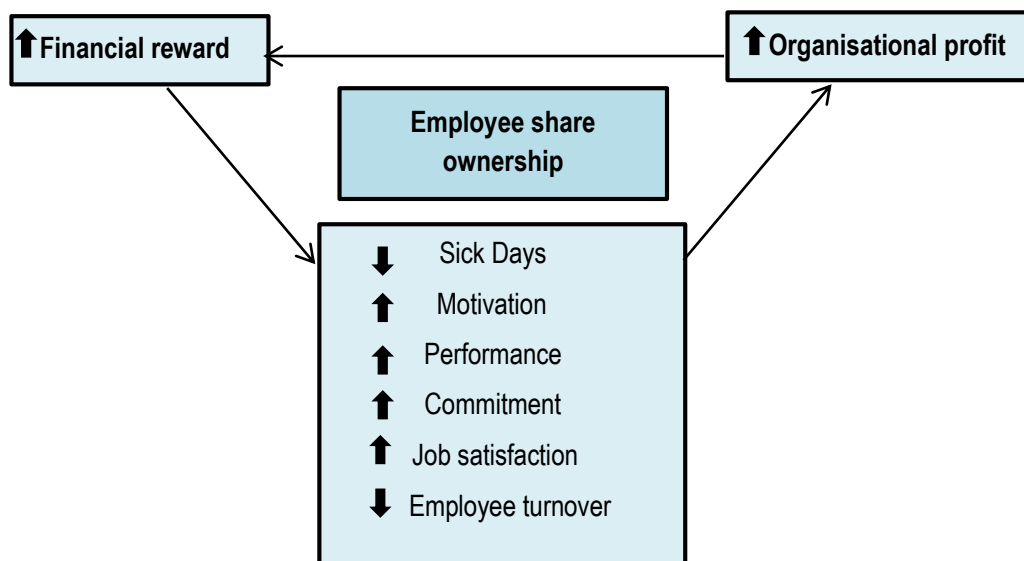 Financial reward
Organisational profit
Employee share
ownership
Sick Days
Motivation
Performance
Commitment
Job satisfaction
Employee turnover